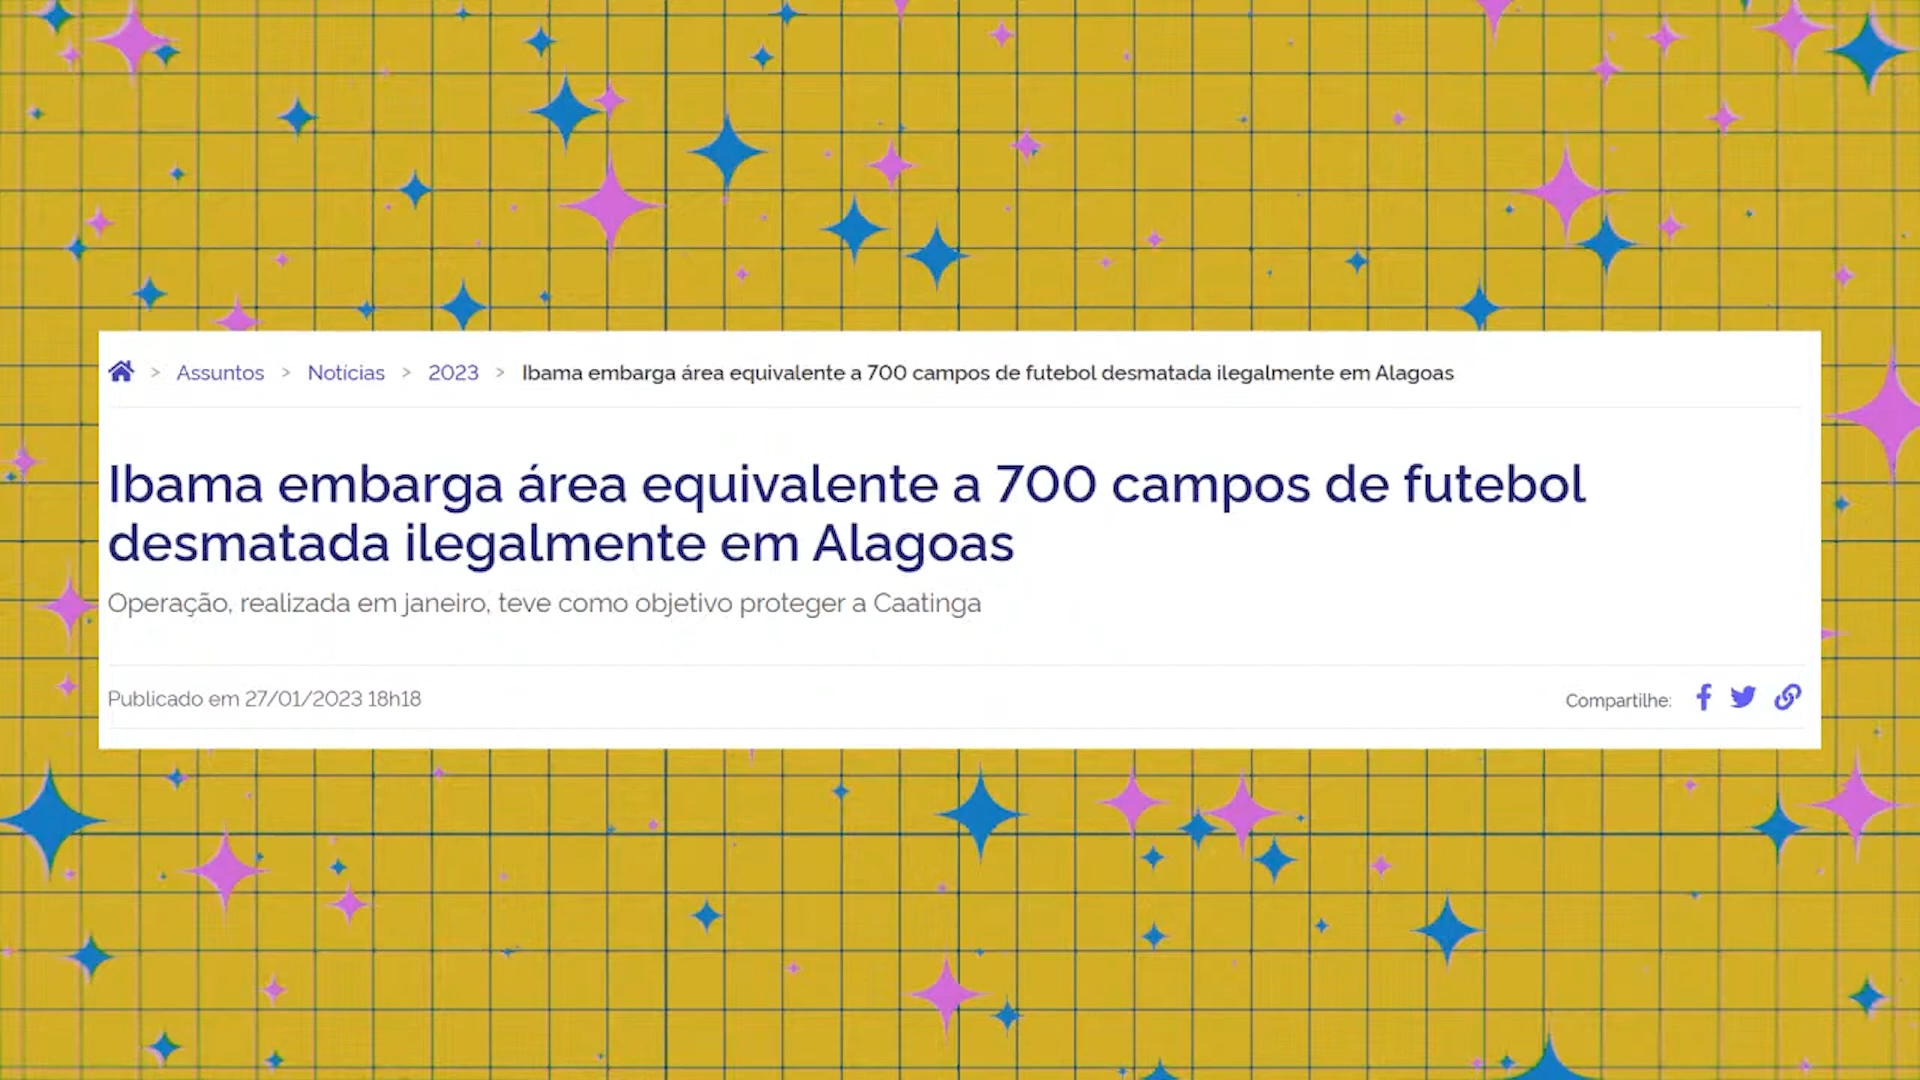 Assuntos > Notícias > 2023 > Ibama embarga área equivalente a 700 campos de futebol desmatada ilegalmente em Alagoas
Ibama embarga área equivalente a 700 campos de futebol
desmatada ilegalmente em Alagoas
Operação, realizada em janeiro, teve como objetivo proteger a Caatinga
Publicado em 27/01/2023 18h18
Compartilhe: